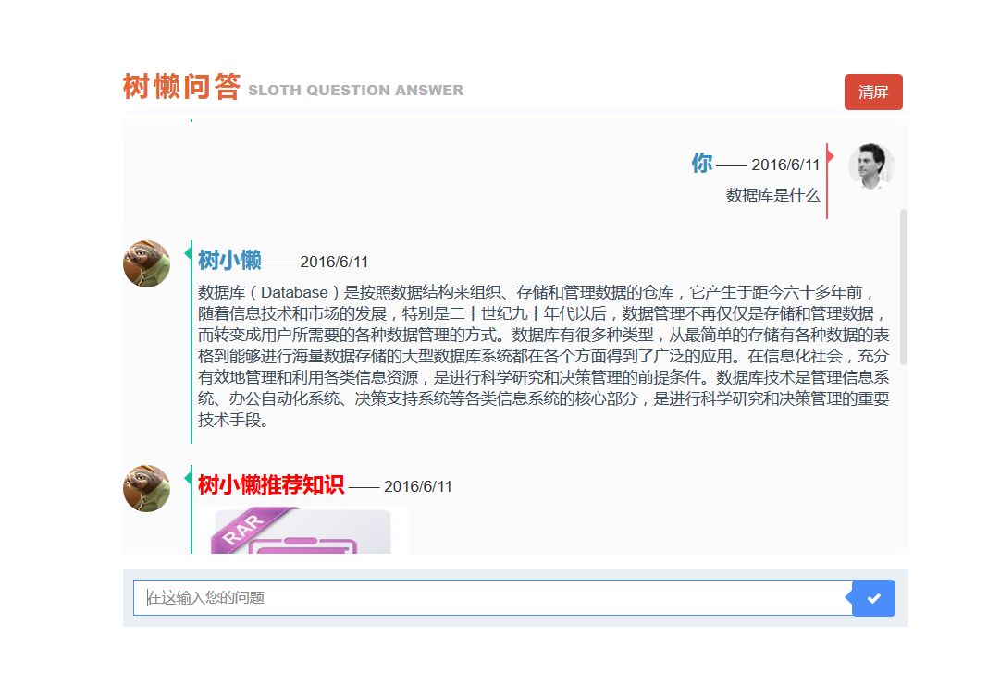 树懒问答 SLOTH QUESTION ANSWER
清屏
你 —— 2016/6/11
数据库是什么
树小懒 —— 2016/6/11
数据库（Database）是按照数据结构来组织、存储和管理数据的仓库，它产生于距今六十多年前，
随着信息技术和市场的发展，特别是二十世纪九十年代以后，数据管理不再仅仅是存储和管理数据，
而转变成用户所需要的各种数据管理的方式。数据库有很多种类型，从最简单的存储有各种数据的表
格到能够进行海量数据存储的大型数据库系统都在各个方面得到了广泛的应用。在信息化社会，充分
有效地管理和利用各类信息资源，是进行科学研究和决策管理的前提条件。数据库技术是管理信息系
统、办公自动化系统、决策支持系统等各类信息系统的核心部分，是进行科学研究和决策管理的重要
技术手段。
树小懒推荐知识 —— 2016/6/11
RAR
在这输入您的问题